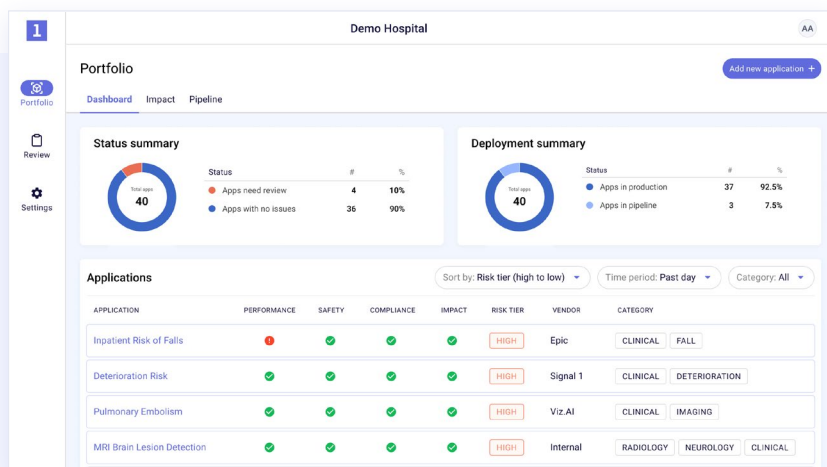 1
Demo Hospital
AA
Portfolio
Add new application +
Portfolio
Dashboard Impact Pipeline
Review
Settings
Status summary
Total apps
40
Status # %
Apps need review 4 10%
Apps with no issues 36 90%
Deployment summary
Total apps
40
Status # %
Apps in production 37 92.5%
Apps in pipeline 3 7.5%
Applications
Sort by: Risk tier (high to low)
Time period: Past day
Category: All
APPLICATION PERFORMANCE SAFETY COMPLIANCE IMPACT RISK TIER VENDOR CATEGORY
Inpatient Risk of Falls ! HIGH Epic CLINICAL FALL
Deterioration Risk HIGH Signal 1 CLINICAL DETERIORATION
Pulmonary Embolism HIGH Viz.AI CLINICAL IMAGING
MRI Brain Lesion Detection HIGH Internal RADIOLOGY NEUROLOGY CLINICAL